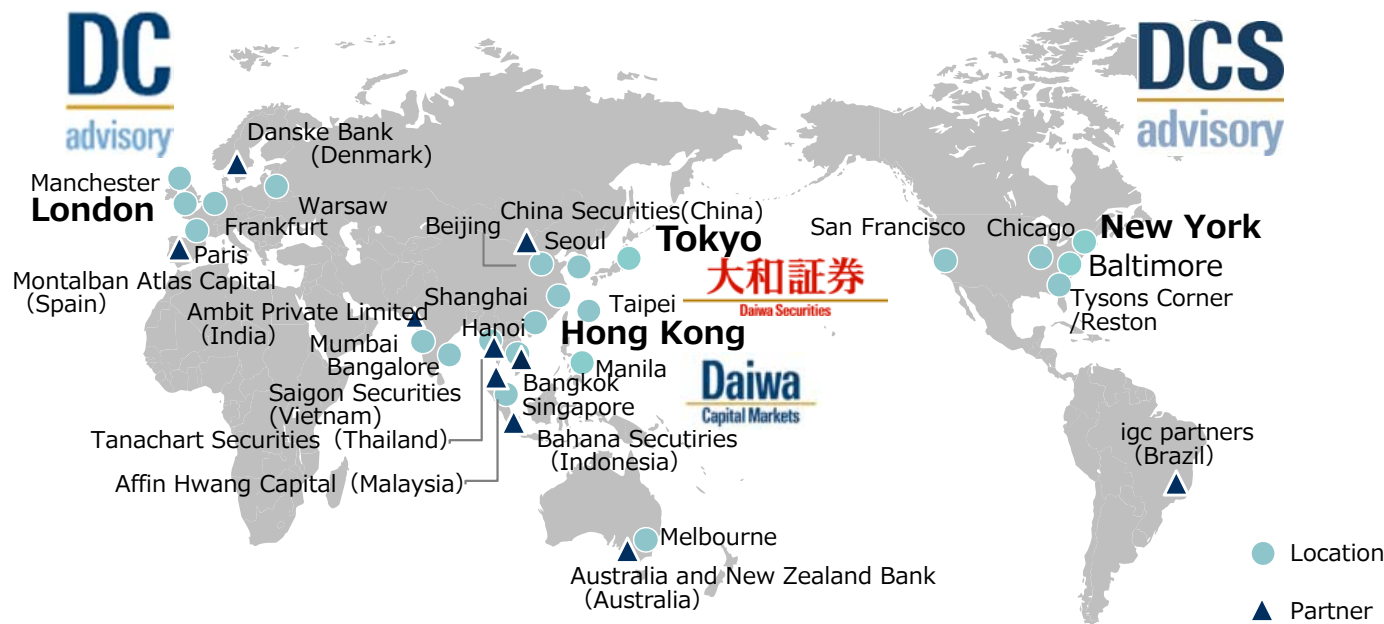 DC
advisory
DCS
advisory
Danske Bank
(Denmark)
Manchester
London
Warsaw
Frankfurt
Paris
Montalban Atlas Capital
(Spain)
Beijing
China Securities(China)
Seoul
Tokyo
大和証券
Daiwa Securities
Shanghai
Taipei
Ambit Private Limited
(India)
Hanoi
Hong Kong
Mumbai
Bangalore
Manila
Daiwa
Capital Markets
Saigon Securities
(Vietnam)
Bangkok
Singapore
Tanachart Securities（Thailand）
Bahana Secutiries
(Indonesia)
Affin Hwang Capital（Malaysia）
Melbourne
Australia and New Zealand Bank
(Australia)
San Francisco
Chicago
New York
Baltimore
Tysons Corner
/Reston
igc partners
(Brazil)
Location
Partner